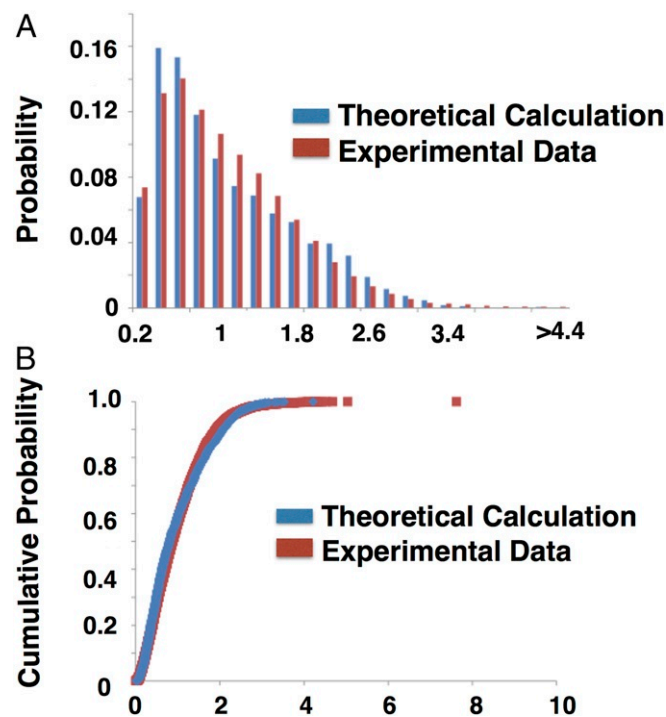 A
Probability
0.16
0.12
0.08
0.04
0
Theoretical Calculation
Experimental Data
0.2 1 1.8 2.6 3.4 >4.4
B
Cumulative Probability
1.0
0.8
0.6
0.4
0.2
0
Theoretical Calculation
Experimental Data
0 2 4 6 8 10